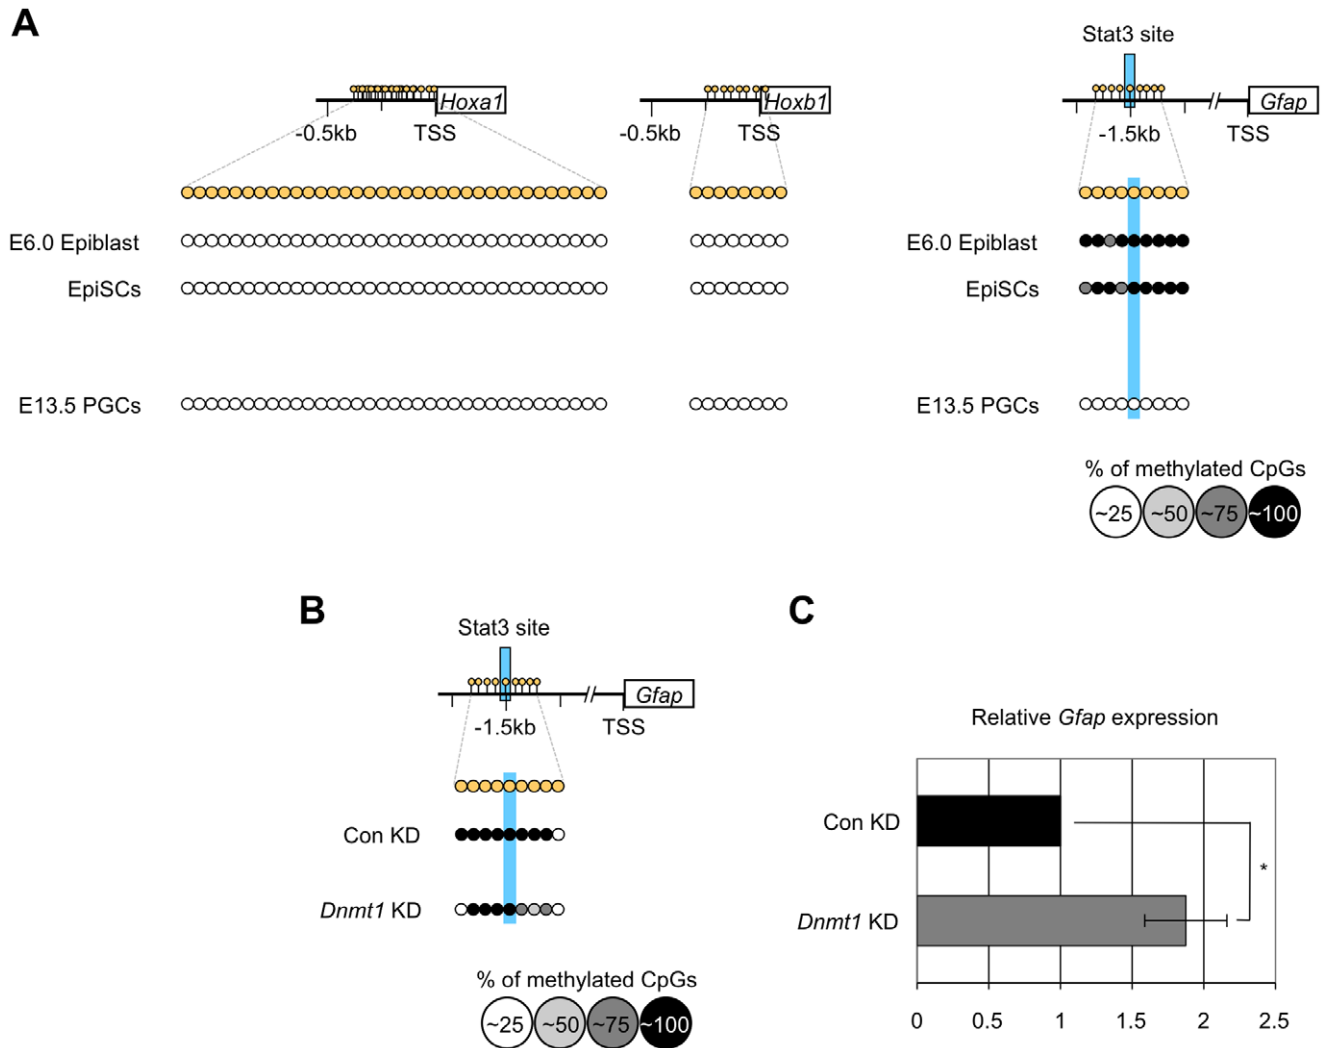 A
Stat3 site
Hoxa1
Hoxb1
Gfap
-0.5kb
TSS
-0.5kb
TSS
-1.5kb
TSS
E6.0 Epiblast
E6.0 Epiblast
EpiSCs
EpiSCs
E13.5 PGCs
E13.5 PGCs
% of methylated CpGs
~25 ~50 ~75 ~100
B
Stat3 site
Gfap
-1.5kb
TSS
Con KD
Dnmt1 KD
% of methylated CpGs
~25 ~50 ~75 ~100
C
Relative Gfap expression
Con KD
*
Dnmt1 KD
0 0.5 1 1.5 2 2.5